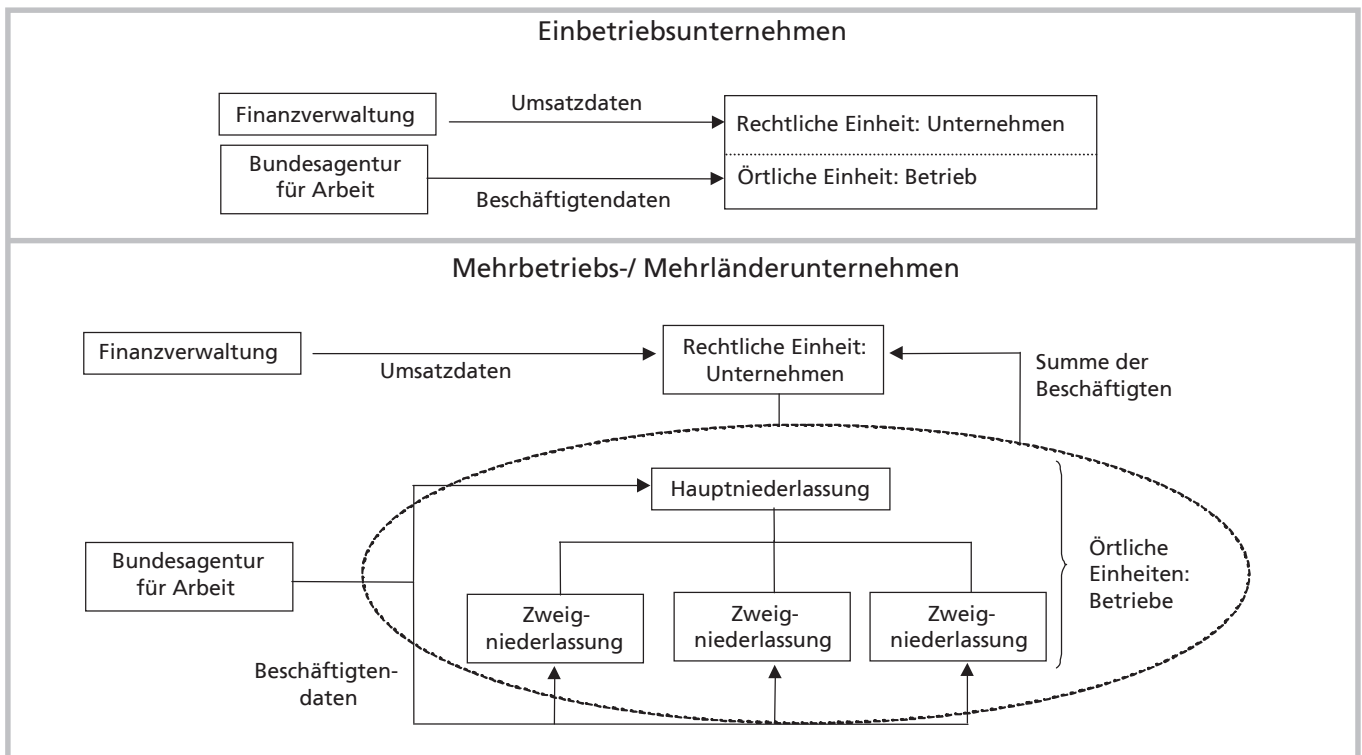 Einbetriebsunternehmen
Finanzverwaltung
Umsatzdaten
Rechtliche Einheit: Unternehmen
Bundesagentur
für Arbeit
Beschäftigtendaten
Örtliche Einheit: Betrieb
Mehrbetriebs-/ Mehrländerunternehmen
Finanzverwaltung
Umsatzdaten
Rechtliche Einheit:
Unternehmen
Summe der
Beschäftigten
Hauptniederlassung
Bundesagentur
für Arbeit
Örtliche
Einheiten:
Betriebe
Zweig-
niederlassung
Zweig-
niederlassung
Zweig-
niederlassung
Beschäftigten-
daten